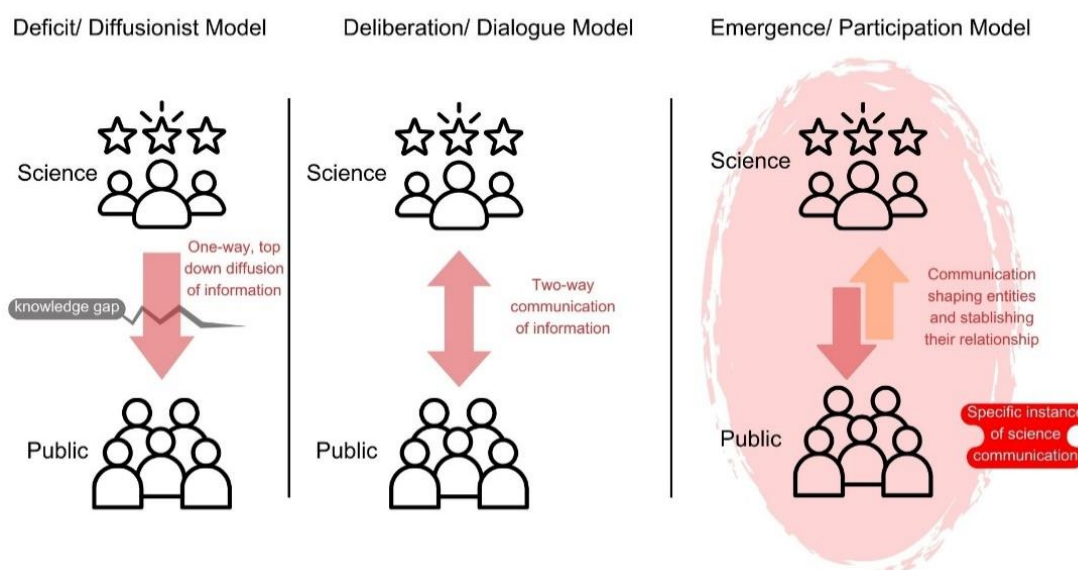 Deficit/ Diffusionist Model
Science
One-way, top
down diffusion
of information
knowledge gap
Public
Deliberation/ Dialogue Model
Science
Two-way
communication
of information
Public
Emergence/ Participation Model
Science
Communication
shaping entities
and stablishing
their relationship
Public
Specific instance
of science
communication